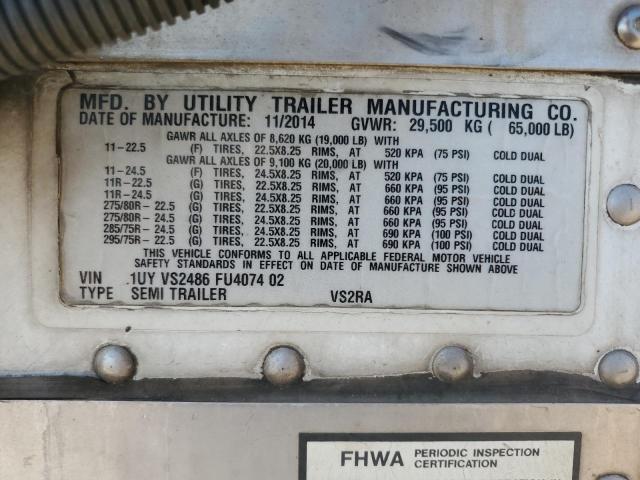 MFD. BY UTILITY TRAILER MANUFACTURING CO.
DATE OF MANUFACTURE: 11/2014 GVWR: 29,500 KG ( 65,000 LB)
GAWR ALL AXLES OF 8,620 KG (19,000 LB) WITH
11-22.5 (F) TIRES, 22.5X8.25 RIMS, AT 520 KPA (75 PSI) COLD DUAL
GAWR ALL AXLES OF 9,100 KG (20,000 LB) WITH
11-24.5 (F) TIRES, 24.5X8.25 RIMS, AT 520 KPA (75 PSI) COLD DUAL
11R-22.5 (G) TIRES, 22.5X8.25 RIMS, AT 660 KPA (95 PSI) COLD DUAL
11R-24.5 (G) TIRES, 24.5X8.25 RIMS, AT 660 KPA (95 PSI) COLD DUAL
275/80R-22.5 (G) TIRES, 22.5X8.25 RIMS, AT 660 KPA (95 PSI) COLD DUAL
275/80R-24.5 (G) TIRES, 24.5X8.25 RIMS, AT 660 KPA (95 PSI) COLD DUAL
285/75R-24.5 (G) TIRES, 24.5X8.25 RIMS, AT 690 KPA (100 PSI) COLD DUAL
295/75R-22.5 (G) TIRES, 22.5X8.25 RIMS, AT 690 KPA (100 PSI) COLD DUAL
THIS VEHICLE CONFORMS TO ALL APPLICABLE FEDERAL MOTOR VEHICLE
SAFETY STANDARDS IN EFFECT ON DATE OF MANUFACTURE SHOWN ABOVE
VIN 1UY VS2486 FU4074 02
TYPE SEMI TRAILER VS2RA
FHWA PERIODIC INSPECTION
CERTIFICATION